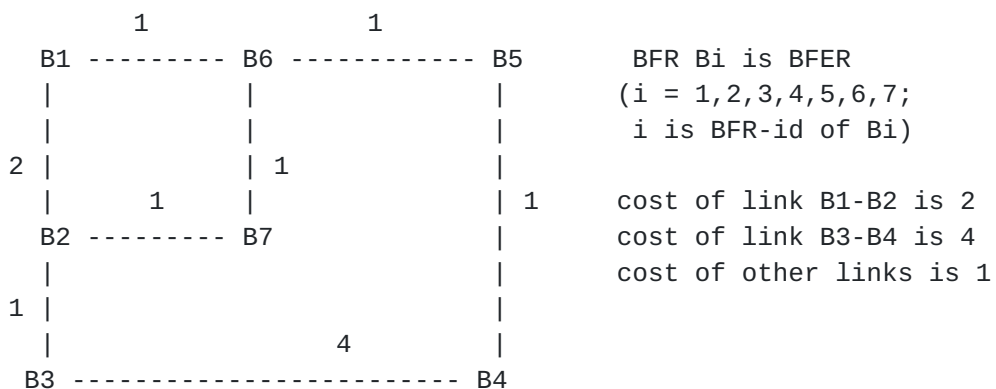 1 1
B1 --------- B6 ------------ B5 BFR Bi is BFER
| | | (i = 1,2,3,4,5,6,7;
| | | i is BFR-id of Bi)
2 | | 1 |
| 1 | | 1 cost of link B1-B2 is 2
B2 --------- B7 | cost of link B3-B4 is 4
| | cost of other links is 1
1 | |
| 4 |
B3 ------------------------- B4